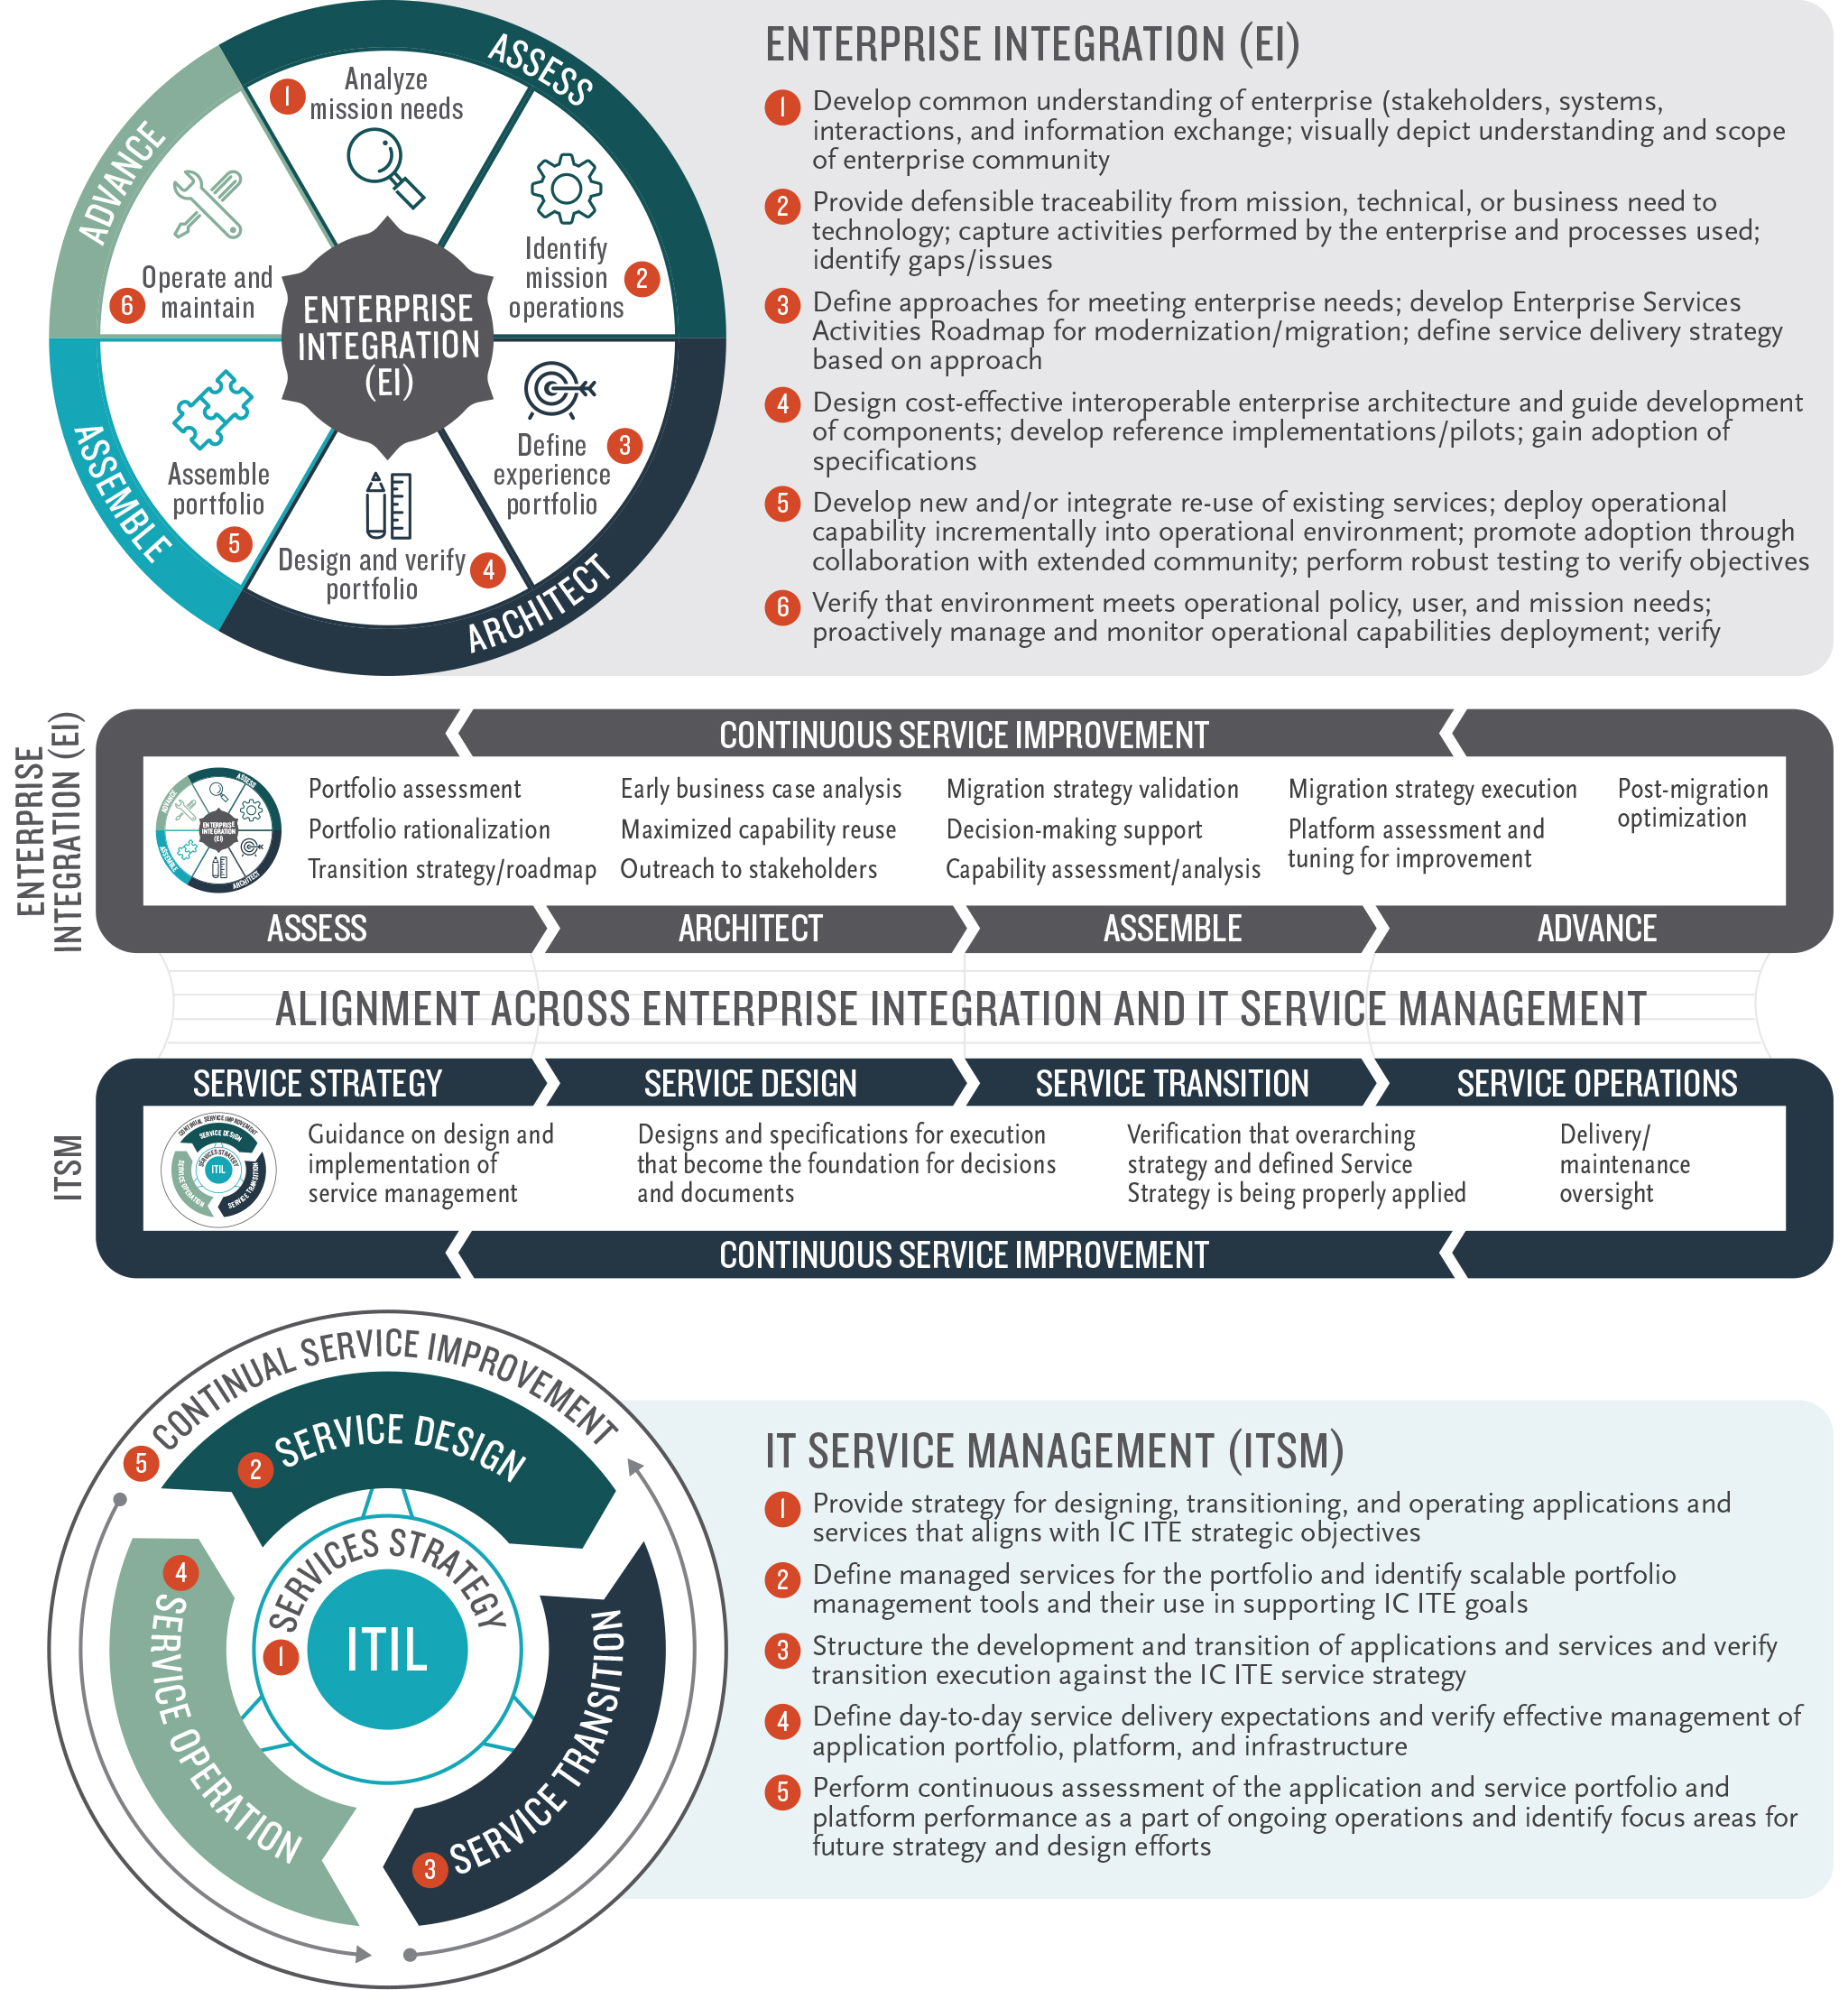 ASSESS
ADVANCE
ASSEMBLE
ARCHITECT
1
Analyze
mission needs
Identify
mission
operations
2
Define
experience
portfolio
3
Design and verify
portfolio
4
Assemble
portfolio
5
Operate and
maintain
6
ENTERPRISE
INTEGRATION
(EI)
ENTERPRISE INTEGRATION (EI)
1 Develop common understanding of enterprise (stakeholders, systems,
interactions, and information exchange; visually depict understanding and scope
of enterprise community
2 Provide defensible traceability from mission, technical, or business need to
technology; capture activities performed by the enterprise and processes used;
identify gaps/issues
3 Define approaches for meeting enterprise needs; develop Enterprise Services
Activities Roadmap for modernization/migration; define service delivery strategy
based on approach
4 Design cost-effective interoperable enterprise architecture and guide development
of components; develop reference implementations/pilots; gain adoption of
specifications
5 Develop new and/or integrate re-use of existing services; deploy operational
capability incrementally into operational environment; promote adoption through
collaboration with extended community; perform robust testing to verify objectives
6 Verify that environment meets operational policy, user, and mission needs;
proactively manage and monitor operational capabilities deployment; verify
ENTERPRISE
INTEGRATION (EI)
CONTINUOUS SERVICE IMPROVEMENT
ASSESS
ADVANCE
ASSEMBLE
ARCHITECT
ENTERPRISE
INTEGRATION
(EI)
Portfolio assessment
Portfolio rationalization
Transition strategy/roadmap
Early business case analysis
Maximized capability reuse
Outreach to stakeholders
Migration strategy validation
Decision-making support
Capability assessment/analysis
Migration strategy execution
Platform assessment and
tuning for improvement
Post-migration
optimization
ASSESS
ARCHITECT
ASSEMBLE
ADVANCE
ALIGNMENT ACROSS ENTERPRISE INTEGRATION AND IT SERVICE MANAGEMENT
ITSM
SERVICE STRATEGY
SERVICE DESIGN
SERVICE TRANSITION
SERVICE OPERATIONS
CONTINUAL SERVICE IMPROVEMENT
SERVICE DESIGN
SERVICES STRATEGY
ITIL
SERVICE OPERATION
SERVICE TRANSITION
Guidance on design and
implementation of
service management
Designs and specifications for execution
that become the foundation for decisions
and documents
Verification that overarching
strategy and defined Service
Strategy is being properly applied
Delivery/
maintenance
oversight
CONTINUOUS SERVICE IMPROVEMENT
5 CONTINUAL SERVICE IMPROVEMENT
2 SERVICE DESIGN
1 SERVICES STRATEGY
ITIL
4 SERVICE OPERATION
3 SERVICE TRANSITION
IT SERVICE MANAGEMENT (ITSM)
1 Provide strategy for designing, transitioning, and operating applications and
services that aligns with IC ITE strategic objectives
2 Define managed services for the portfolio and identify scalable portfolio
management tools and their use in supporting IC ITE goals
3 Structure the development and transition of applications and services and verify
transition execution against the IC ITE service strategy
4 Define day-to-day service delivery expectations and verify effective management of
application portfolio, platform, and infrastructure
5 Perform continuous assessment of the application and service portfolio and
platform performance as a part of ongoing operations and identify focus areas for
future strategy and design efforts